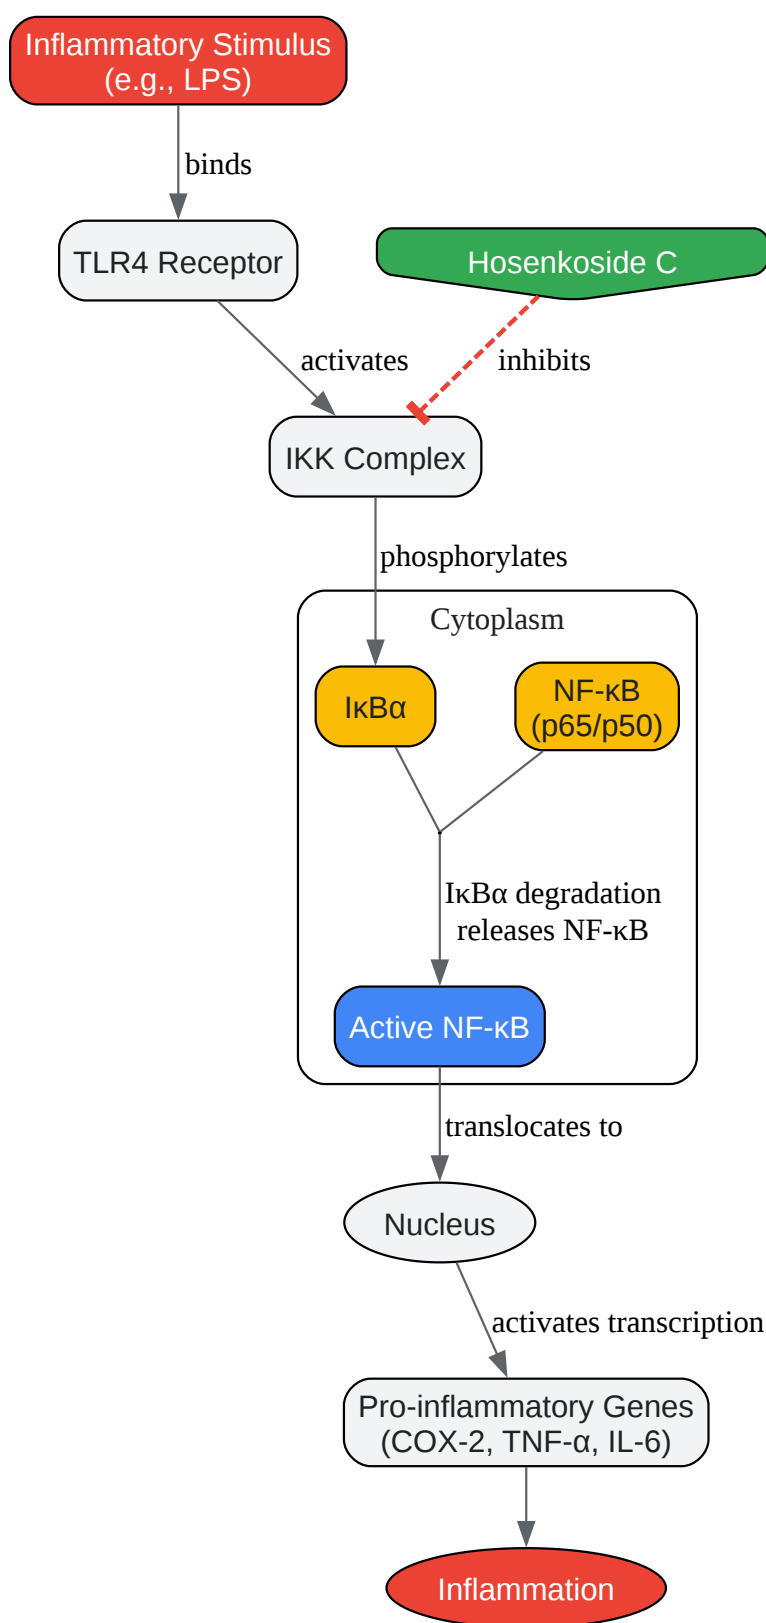 Inflammatory Stimulus
(e.g., LPS)
binds
TLR4 Receptor
Hosenkoside C
activates
inhibits
IKK Complex
phosphorylates
Cytoplasm
IκBα
NF-κB
(p65/p50)
IκBα degradation
releases NF-κB
Active NF-κB
translocates to
Nucleus
activates transcription
Pro-inflammatory Genes
(COX-2, TNF-α, IL-6)
Inflammation